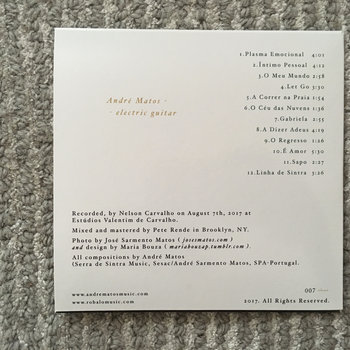 1.Plasma Emocional 4:01
2.Íntimo Pessoal 4:12
3.O Meu Mundo 2:58
4.Let Go 3:30
5.A Correr na Praia 1:54
6.O Céu das Nuvens 1:36
7.Gabriela 2:55
8.A Dizer Adeus 4:19
9.O Regresso 1:26
10.É Amor 5:30
11.Sapo 2:27
12.Linha de Sintra 3:26
André Matos -
- electric guitar
Recorded, by Nelson Carvalho on August 7th, 2017 at
Estúdios Valentim de Carvalho.
Mixed and mastered by Pete Rende in Brooklyn, NY.
Photo by José Sarmento Matos ( josesmatos.com )
and design by Maria Bouza ( mariabouzap.tumblr.com ).
All compositions by André Matos
(Serra de Sintra Music, Sesac/André Sarmento Matos, SPA-Portugal.
www.andrematosmusic.com
www.robalomusic.com
007
2017. All Rights Reserved.